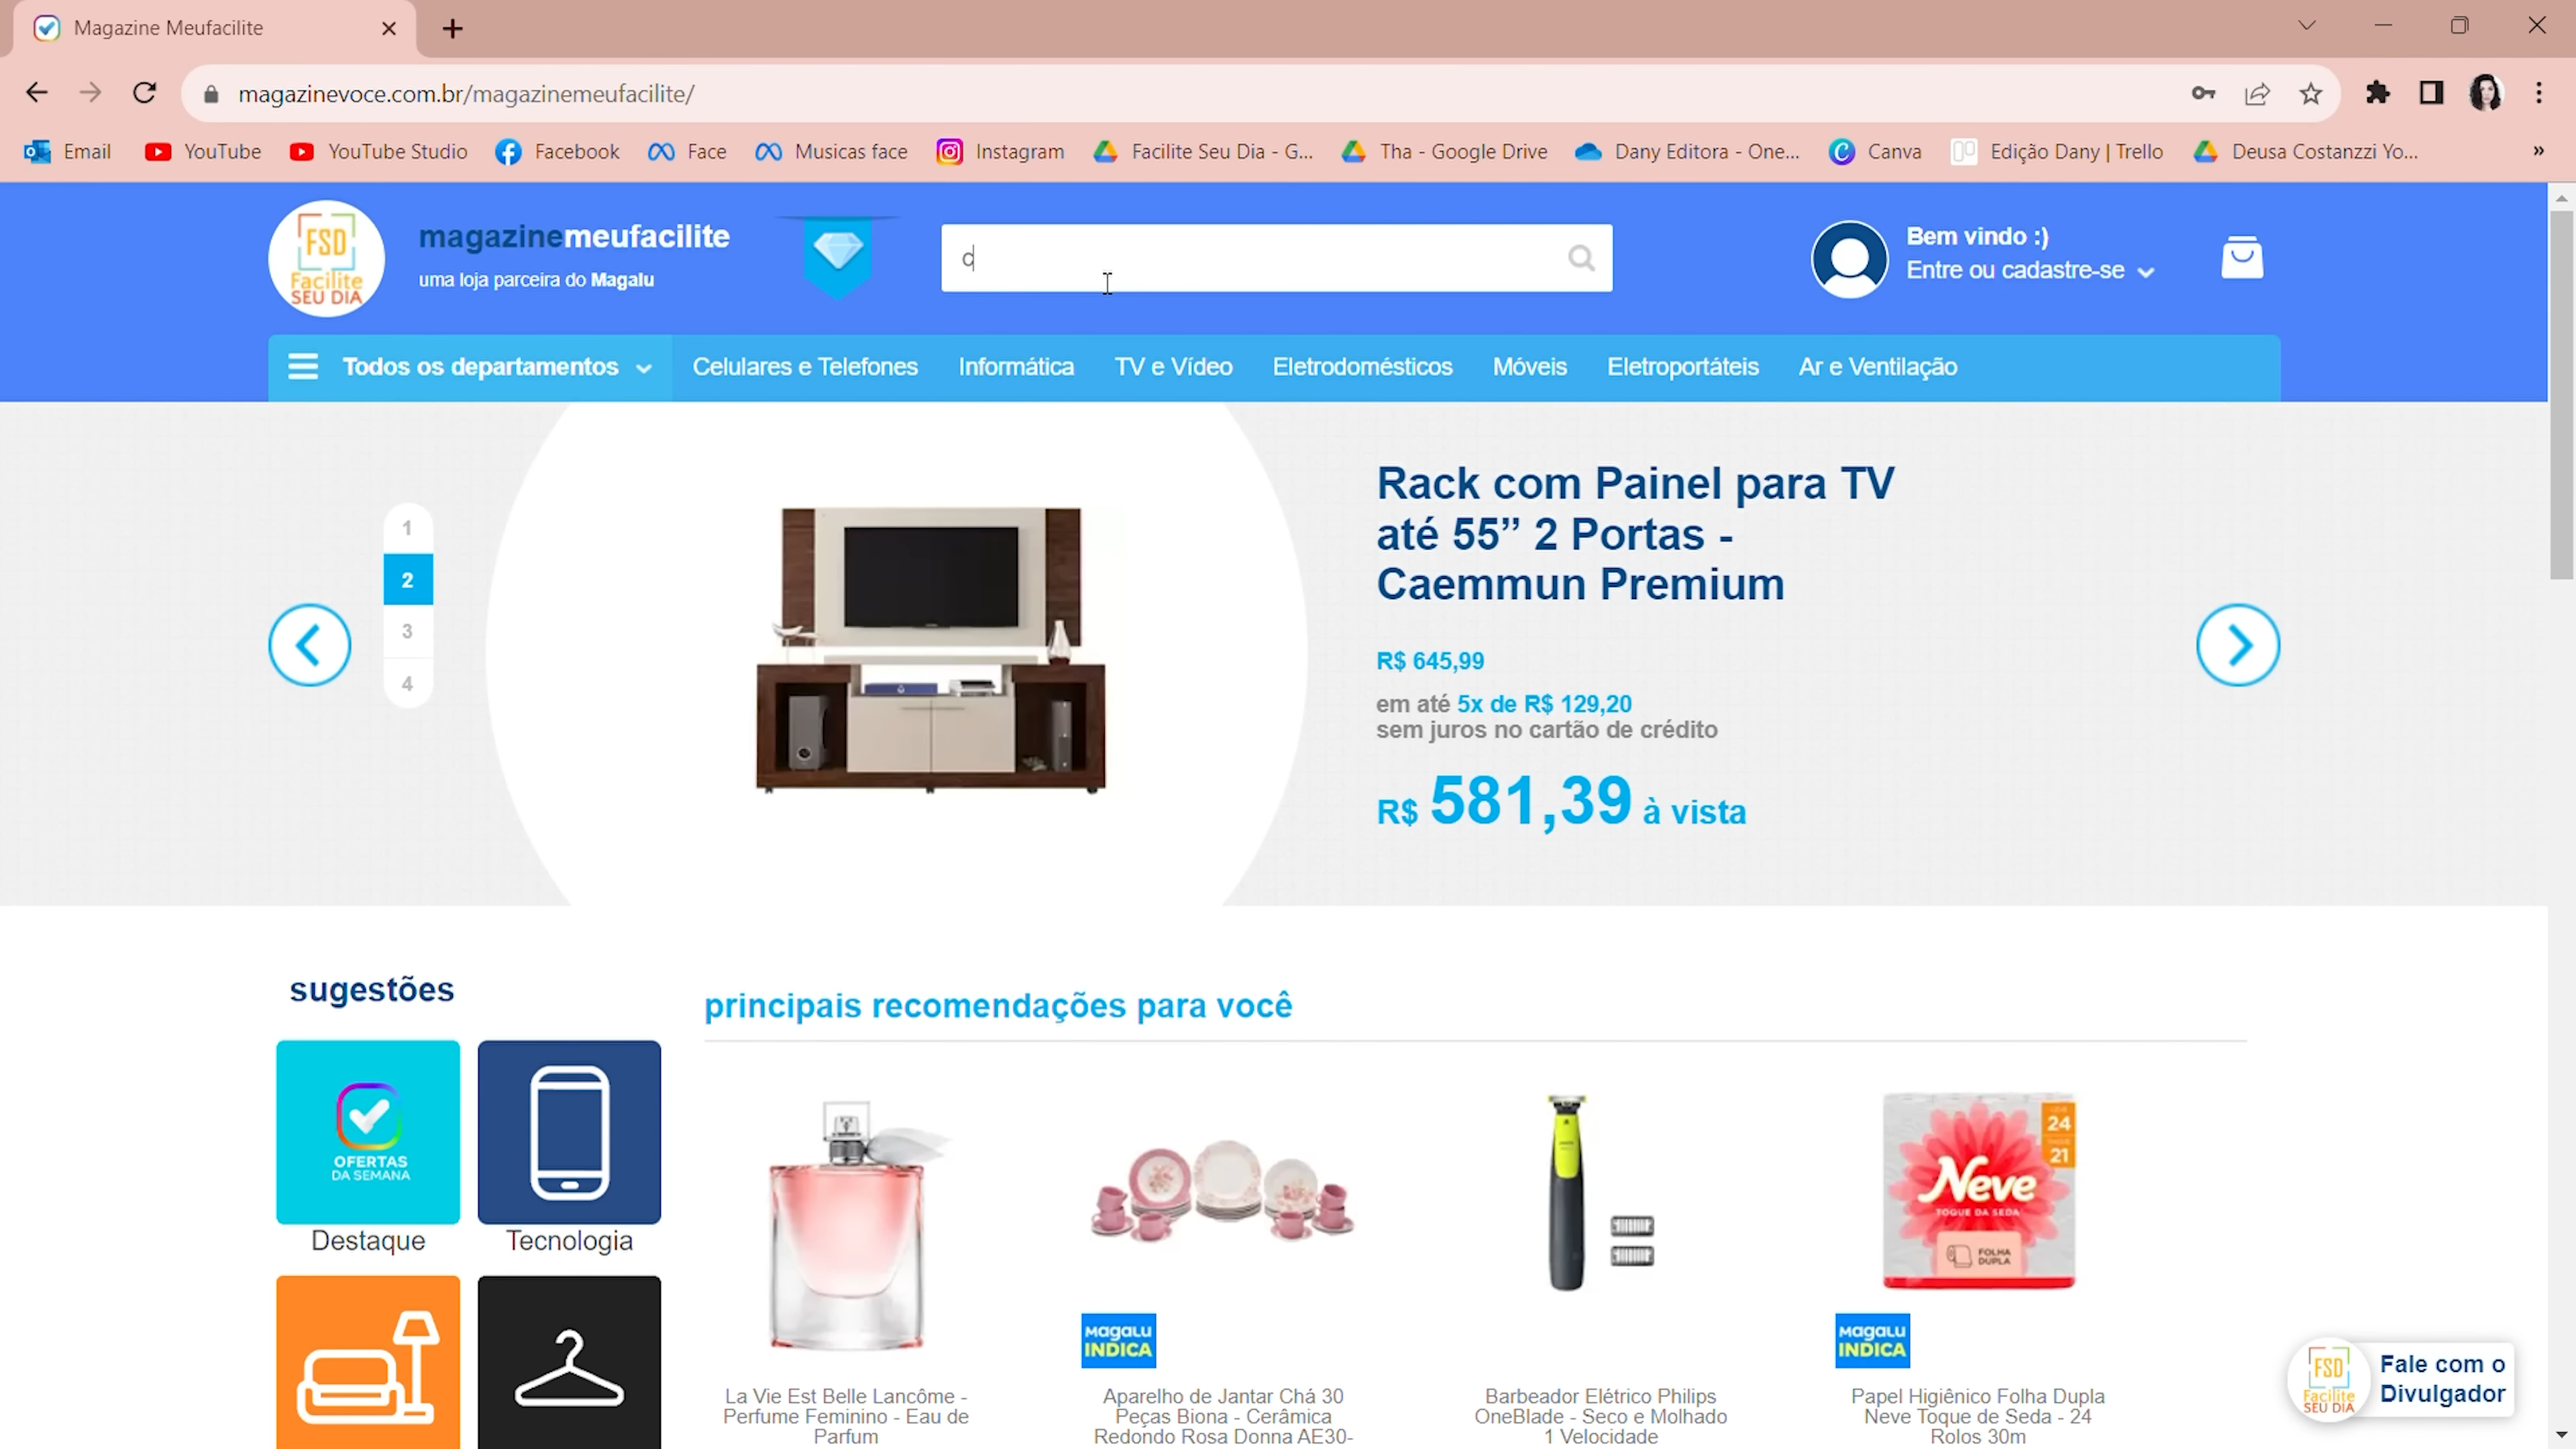 Magazine Meufacilite
magazinevoce.com.br/magazinemeufacilite/
Email YouTube YouTube Studio Facebook Face Musicas face Instagram Facilite Seu Dia - G... Tha - Google Drive Dany Editora - One... Canva Edição Dany | Trello Deusa Costanzzi Yo... »
FSD
Facilite
SEU DIA
magazinemeufacilite
uma loja parceira do Magalu
c
Bem vindo :)
Entre ou cadastre-se
Todos os departamentos Celulares e Telefones Informática TV e Vídeo Eletrodomésticos Móveis Eletroportáteis Ar e Ventilação
1
2
3
4
Rack com Painel para TV
até 55” 2 Portas -
Caemmun Premium
R$ 645,99
em até 5x de R$ 129,20
sem juros no cartão de crédito
R$ 581,39 à vista
sugestões
principais recomendações para você
OFERTAS
DA SEMANA
Destaque
Tecnologia
24
21
Neve
TOQUE DA SEDA
FOLHA
DUPLA
Magalu
INDICA
Magalu
INDICA
La Vie Est Belle Lancôme -
Perfume Feminino - Eau de
Parfum
Aparelho de Jantar Chá 30
Peças Biona - Cerâmica
Redondo Rosa Donna AE30-
Barbeador Elétrico Philips
OneBlade - Seco e Molhado
1 Velocidade
Papel Higiênico Folha Dupla
Neve Toque de Seda - 24
Rolos 30m
FSD
Facilite
SEU DIA
Fale com o
Divulgador